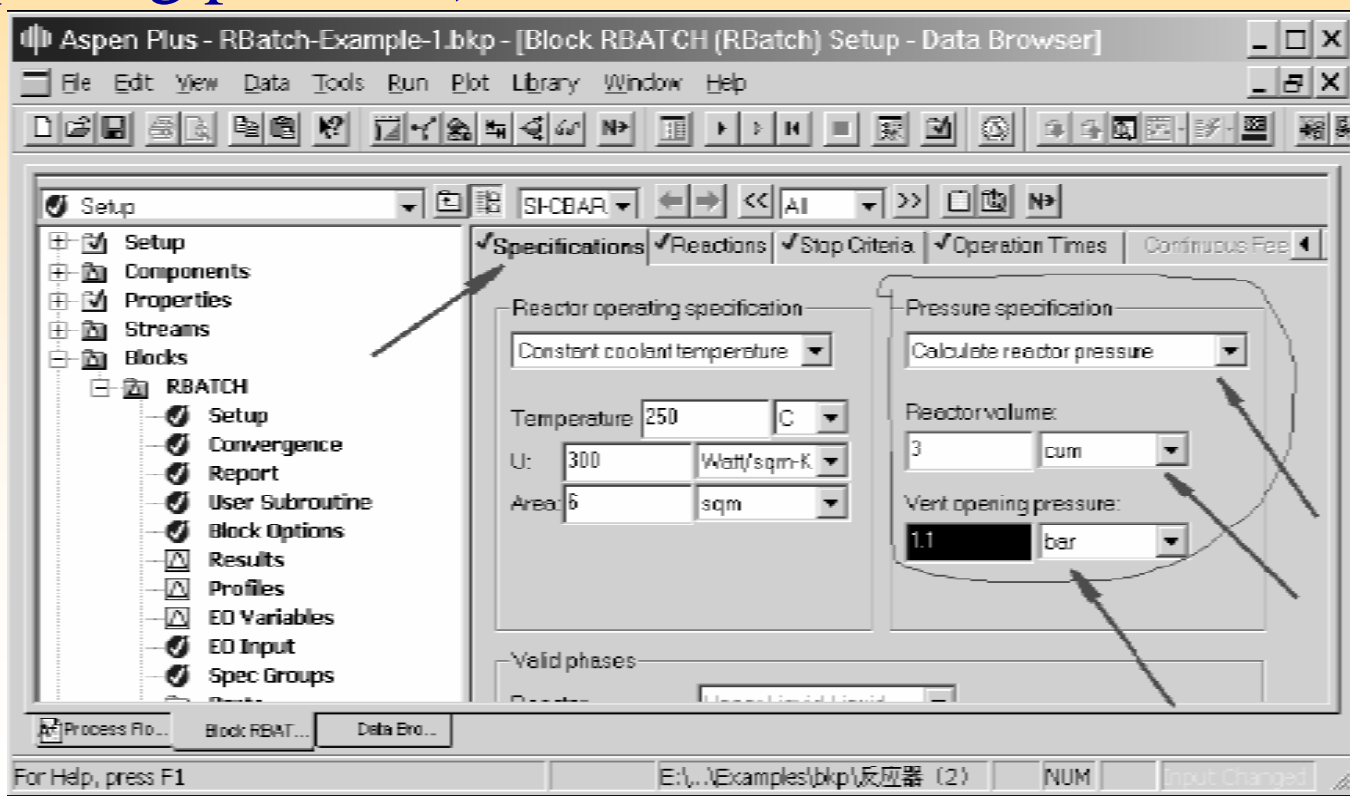 Aspen Plus - RBatch-Example-1.bkp - [Block RBATCH (RBatch) Setup - Data Browser]
File Edit View Data Tools Run Plot Library Window Help
Setup SI-CBAR << All >> N>
Setup
Components
Properties
Streams
Blocks
RBATCH
Setup
Convergence
Report
User Subroutine
Block Options
Results
Profiles
EO Variables
EO Input
Spec Groups
Specifications Reactions Stop Criteria Operation Times Continuous Fee
Reactor operating specification
Constant coolant temperature
Temperature 250 C
U: 300 Watt/sqm-K
Area: 6 sqm
Pressure specification
Calculate reactor pressure
Reactor volume:
3 cum
Vent opening pressure:
1.1 bar
Valid phases
Process Flo... Block RBAT... Data Bro...
For Help, press F1 E:\...\Examples\bkp\反应器（2） NUM Input Changed